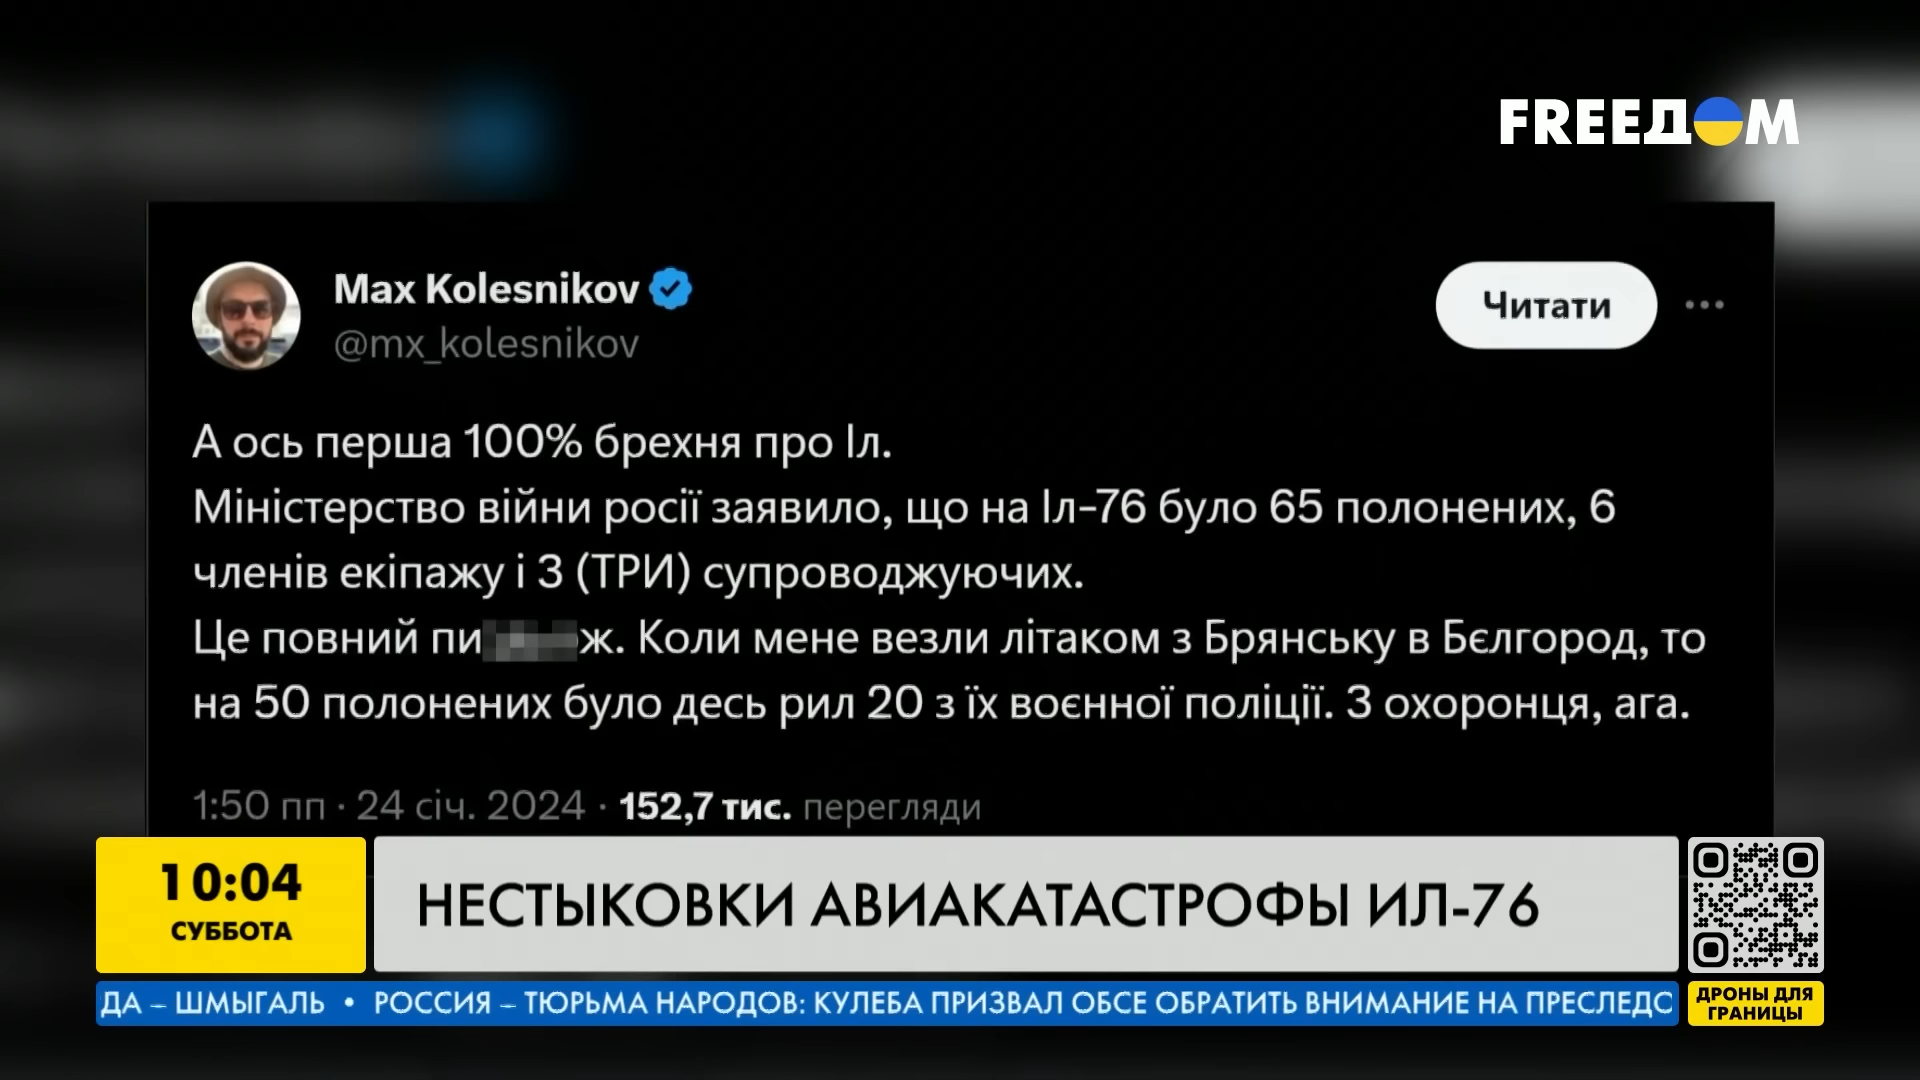 FREEДOM
Max Kolesnikov
@mx_kolesnikov
Читати
А ось перша 100% брехня про Іл.
Міністерство війни росії заявило, що на Іл-76 було 65 полонених, 6
членів екіпажу і 3 (ТРИ) супроводжуючих.
Це повний пи ж. Коли мене везли літаком з Брянську в Бєлгород, то
на 50 полонених було десь рил 20 з їх воєнної поліції. 3 охоронця, ага.
1:50 пп · 24 січ. 2024 · 152,7 тис. перегляди
10:04
СУББОТА
НЕСТЫКОВКИ АВИАКАТАСТРОФЫ ИЛ-76
ДА – ШМЫГАЛЬ • РОССИЯ – ТЮРЬМА НАРОДОВ: КУЛЕБА ПРИЗВАЛ ОБСЕ ОБРАТИТЬ ВНИМАНИЕ НА ПРЕСЛЕДО
ДРОНЫ ДЛЯ
ГРАНИЦЫ